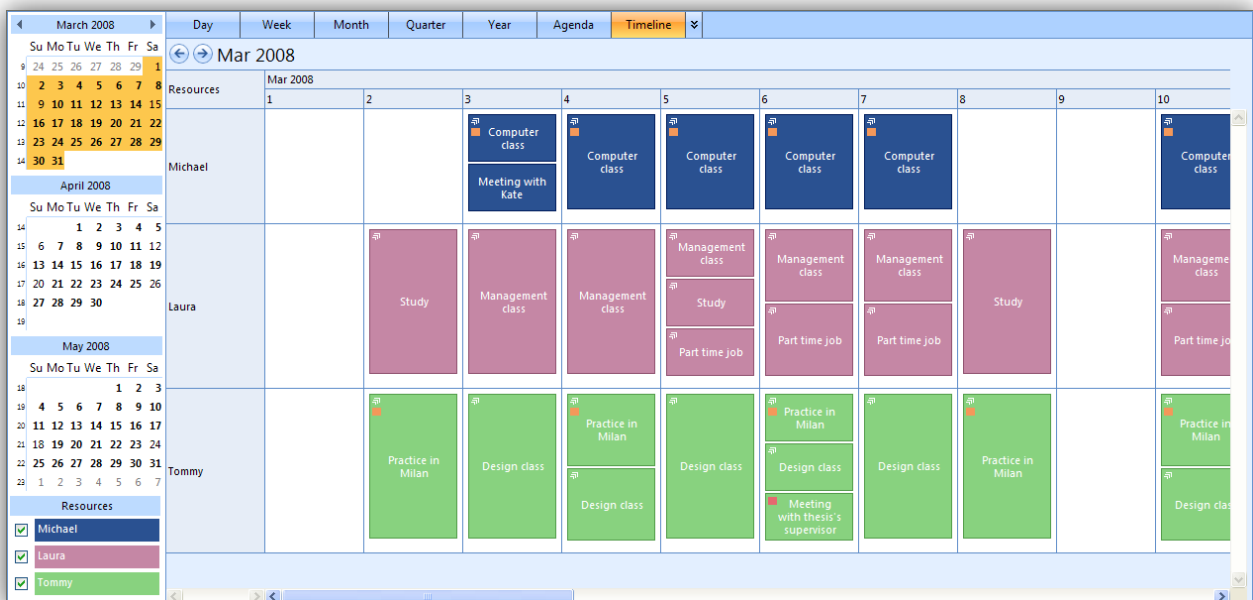 March 2008
Su Mo Tu We Th Fr Sa
9 24 25 26 27 28 29 1
10 2 3 4 5 6 7 8
11 9 10 11 12 13 14 15
12 16 17 18 19 20 21 22
13 23 24 25 26 27 28 29
14 30 31
April 2008
Su Mo Tu We Th Fr Sa
14 1 2 3 4 5
15 6 7 8 9 10 11 12
16 13 14 15 16 17 18 19
17 20 21 22 23 24 25 26
18 27 28 29 30
19
May 2008
Su Mo Tu We Th Fr Sa
18 1 2 3
19 4 5 6 7 8 9 10
20 11 12 13 14 15 16 17
21 18 19 20 21 22 23 24
22 25 26 27 28 29 30 31
23 1 2 3 4 5 6 7
Resources
Michael
Laura
Tommy
Day Week Month Quarter Year Agenda Timeline
Mar 2008
Resources
Mar 2008
1 2 3 4 5 6 7 8 9 10
Michael
Computer
class
Meeting with
Kate
Computer
class
Computer
class
Computer
class
Computer
class
Computer
class
Laura
Study
Management
class
Management
class
Management
class
Study
Part time job
Management
class
Part time job
Management
class
Part time job
Study
Manageme
class
Part time jo
Tommy
Practice in
Milan
Design class
Practice in
Milan
Design class
Design class
Practice in
Milan
Design class
Meeting
with thesis's
supervisor
Design class
Practice in
Milan
Practice in
Milan
Design clas